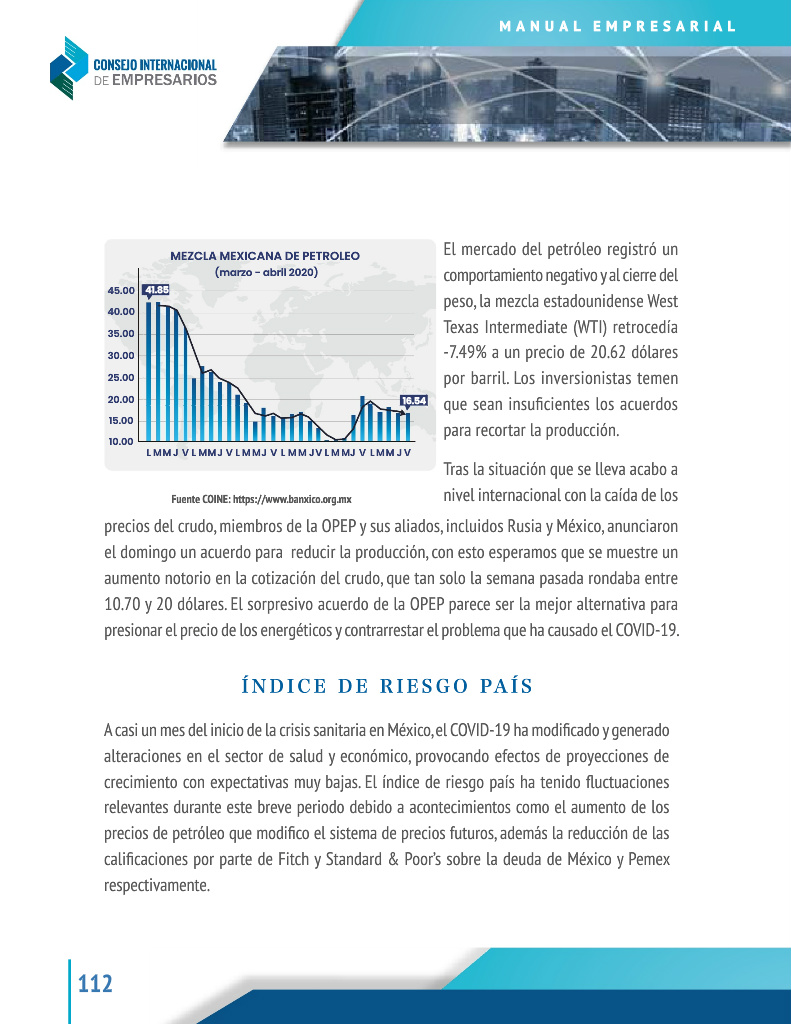 MANUAL EMPRESARIAL
CONSEJO INTERNACIONAL
DE EMPRESARIOS
MEZCLA MEXICANA DE PETROLEO
(marzo - abril 2020)
45.00
41.85
40.00
35.00
30.00
25.00
20.00
16.54
15.00
10.00
L M M J V L M M J V L M M J V L M M J V L M M J V L M M J V
Fuente COINE: https://www.banxico.org.mx
El mercado del petróleo registró un
comportamiento negativo y al cierre del
peso, la mezcla estadounidense West
Texas Intermediate (WTI) retrocedía
-7.49% a un precio de 20.62 dólares
por barril. Los inversionistas temen
que sean insuficientes los acuerdos
para recortar la producción.
Tras la situación que se lleva acabo a
nivel internacional con la caída de los
precios del crudo, miembros de la OPEP y sus aliados, incluidos Rusia y México, anunciaron
el domingo un acuerdo para reducir la producción, con esto esperamos que se muestre un
aumento notorio en la cotización del crudo, que tan solo la semana pasada rondaba entre
10.70 y 20 dólares. El sorpresivo acuerdo de la OPEP parece ser la mejor alternativa para
presionar el precio de los energéticos y contrarrestar el problema que ha causado el COVID-19.
ÍNDICE DE RIESGO PAÍS
A casi un mes del inicio de la crisis sanitaria en México, el COVID-19 ha modificado y generado
alteraciones en el sector de salud y económico, provocando efectos de proyecciones de
crecimiento con expectativas muy bajas. El índice de riesgo país ha tenido fluctuaciones
relevantes durante este breve periodo debido a acontecimientos como el aumento de los
precios de petróleo que modifico el sistema de precios futuros, además la reducción de las
calificaciones por parte de Fitch y Standard & Poor's sobre la deuda de México y Pemex
respectivamente.
112